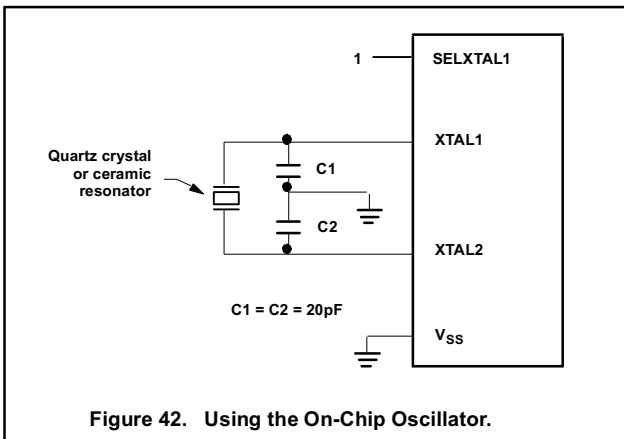 1
SELXTAL1
XTAL1
Quartz crystal
or ceramic
resonator
C1
C2
XTAL2
C1 = C2 = 20pF
VSS
Figure 42. Using the On-Chip Oscillator.